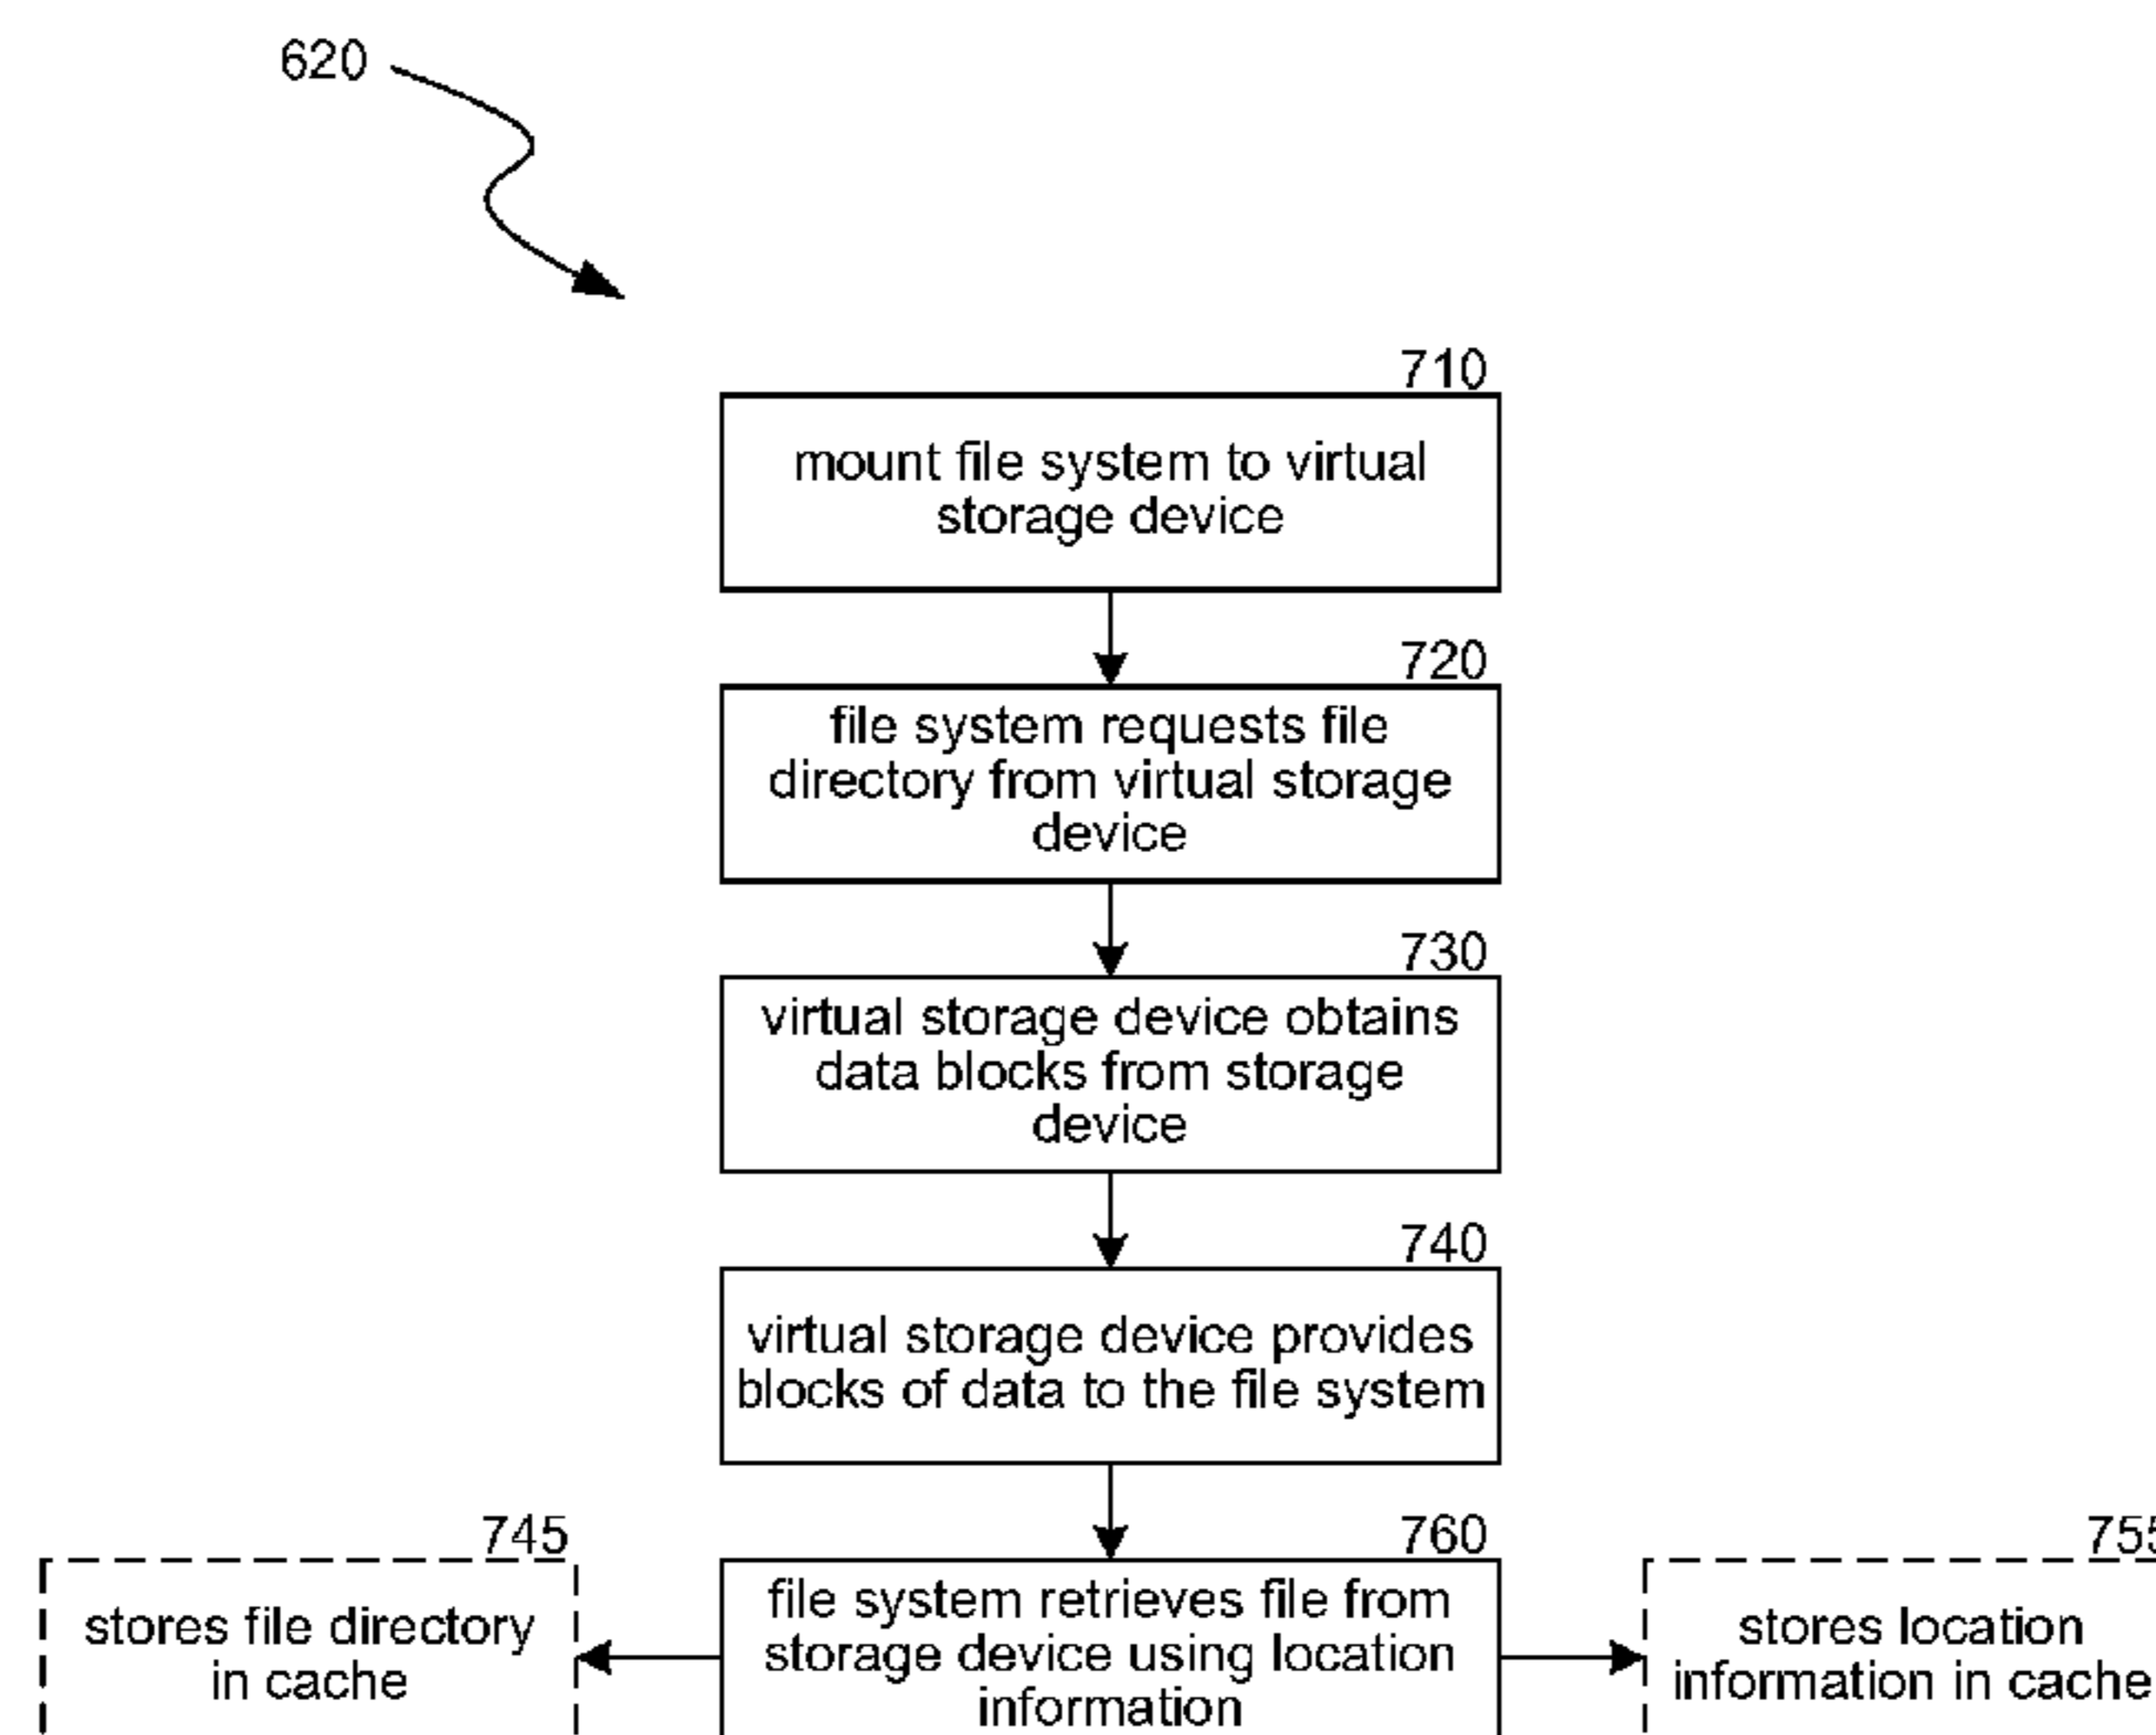 620
710
mount file system to virtual
storage device
720
file system requests file
directory from virtual storage
device
730
virtual storage device obtains
data blocks from storage
device
740
virtual storage device provides
blocks of data to the file system
745
stores file directory
in cache
760
file system retrieves file from
storage device using location
information
755
stores location
information in cache